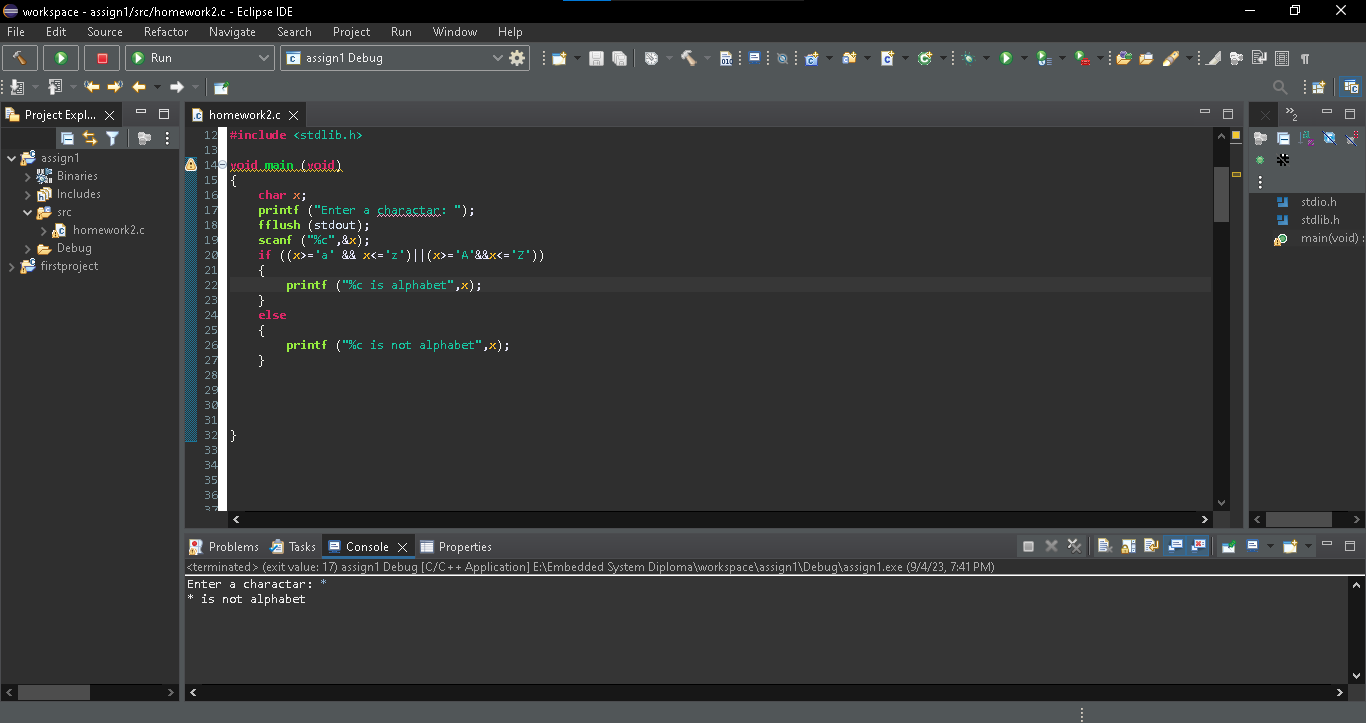 workspace - assign1/src/homework2.c - Eclipse IDE
File Edit Source Refactor Navigate Search Project Run Window Help
Run
assign1 Debug
Project Expl...
assign1
Binaries
Includes
src
homework2.c
Debug
firstproject
homework2.c
12 #include <stdlib.h>
13
14 void main (void)
15 {
16 char x;
17 printf ("Enter a charactar: ");
18 fflush (stdout);
19 scanf ("%c",&x);
20 if ((x>='a' && x<='z')||(x>='A'&&x<='Z'))
21 {
22 printf ("%c is alphabet",x);
23 }
24 else
25 {
26 printf ("%c is not alphabet",x);
27 }
28
29
30
31
32 }
33
34
35
36
37
»2
stdio.h
stdlib.h
main(void) :
Problems Tasks Console Properties
<terminated> (exit value: 17) assign1 Debug [C/C++ Application] E:\Embedded System Diploma\workspace\assign1\Debug\assign1.exe (9/4/23, 7:41 PM)
Enter a charactar: *
* is not alphabet